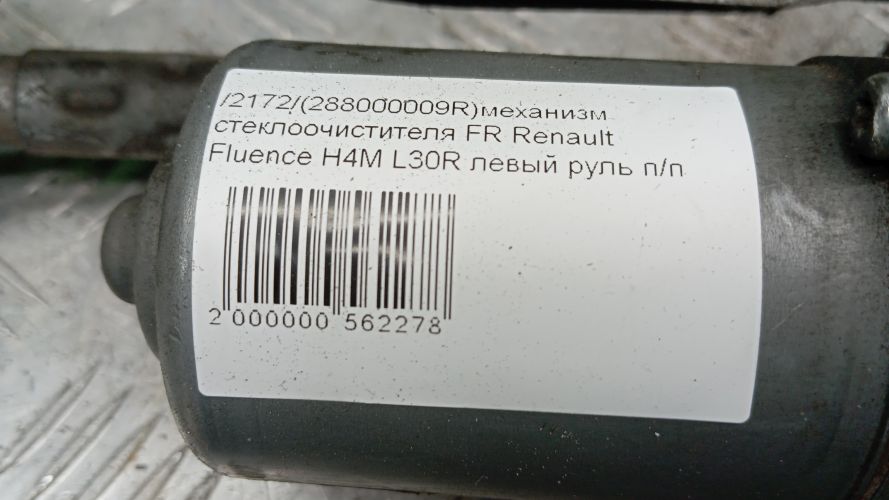 /2172/(288000009R)механизм
стеклоочистителя FR Renault
Fluence H4M L30R левый руль п/п
2 000000 562278